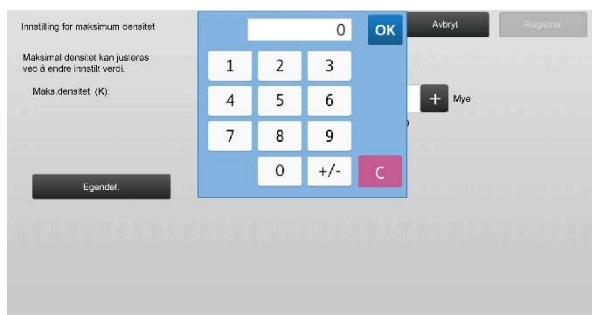 Innstilling for maksimum densitet
0
OK
Avbryt
Registrer
Maksimal densitet kan justeres
ved å endre innstilt verdi.
1 2 3
Maks.densitet (K):
4 5 6
+ Mye
7 8 9
0 +/- C
Egendef.